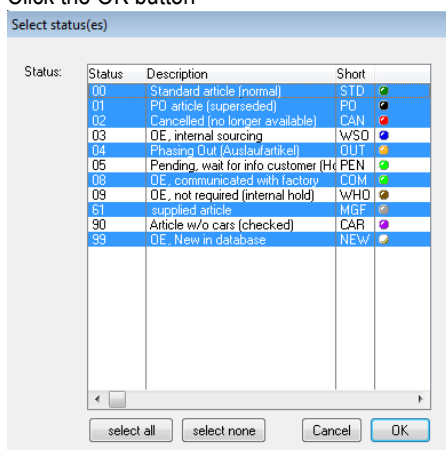 Click the OK button
Select status(es)
Status:
Status Description Short
00 Standard article (normal) STD
01 PO article (superseded) PO
02 Cancelled (no longer available) CAN
03 OE, internal sourcing WSO
04 Phasing Out (Auslaufartikel) OUT
05 Pending, wait for info customer (Ho PEN
08 OE, communicated with factory COM
09 OE, not required (internal hold) WHO
61 supplied article MGF
90 Article w/o cars (checked) CAR
99 OE, New in database NEW
select all select none Cancel OK